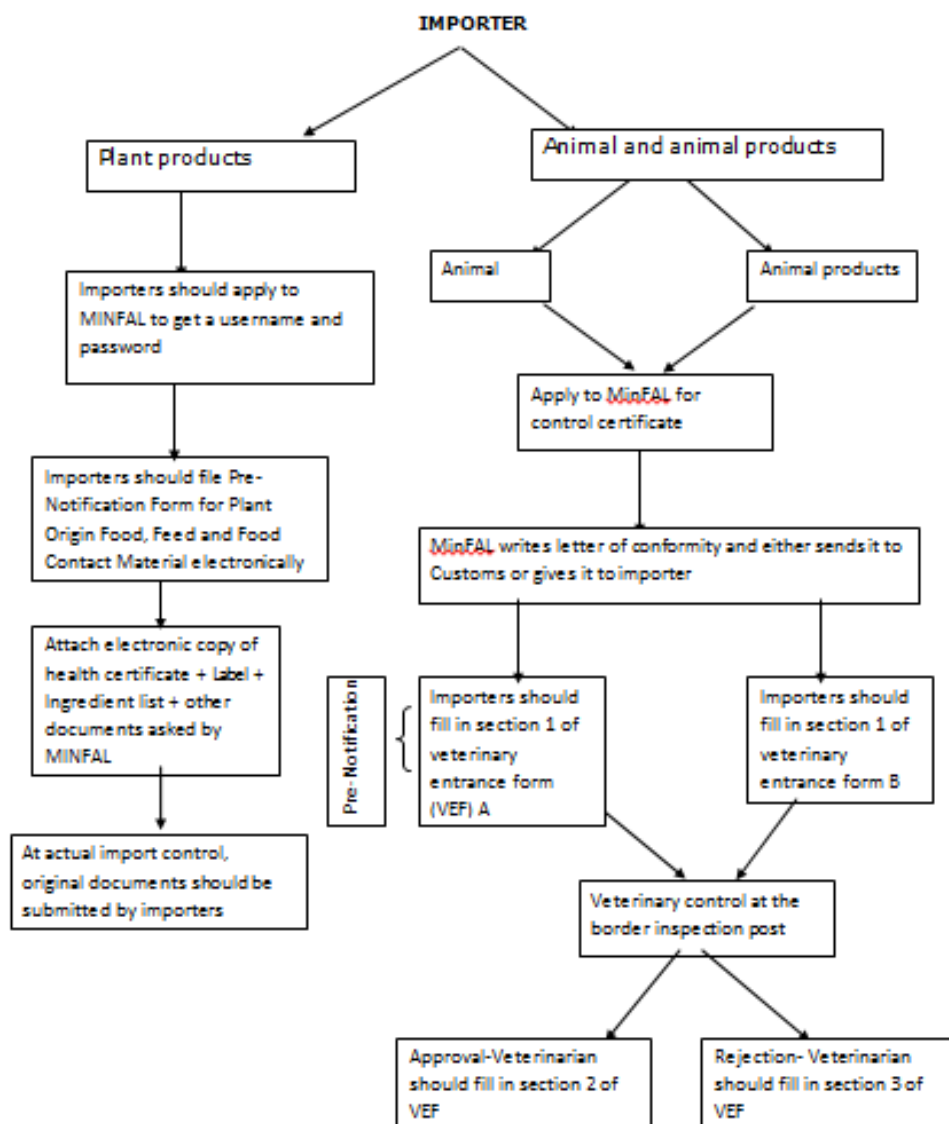 IMPORTER
Plant products
Animal and animal products
Animal
Animal products
Importers should apply to
MINFAL to get a username and
password
Apply to MinFAL for
control certificate
Importers should file Pre-
Notification Form for Plant
Origin Food, Feed and Food
Contact Material electronically
MinFAL writes letter of conformity and either sends it to
Customs or gives it to importer
Attach electronic copy of
health certificate + Label +
Ingredient list + other
documents asked by
MINFAL
Pre- Notification
Importers should
fill in section 1 of
veterinary
entrance form
(VEF) A
Importers should
fill in section 1 of
veterinary
entrance form B
At actual import control,
original documents should be
submitted by importers
Veterinary control at the
border inspection post
Approval-Veterinarian
should fill in section 2 of
VEF
Rejection- Veterinarian
should fill in section 3 of
VEF